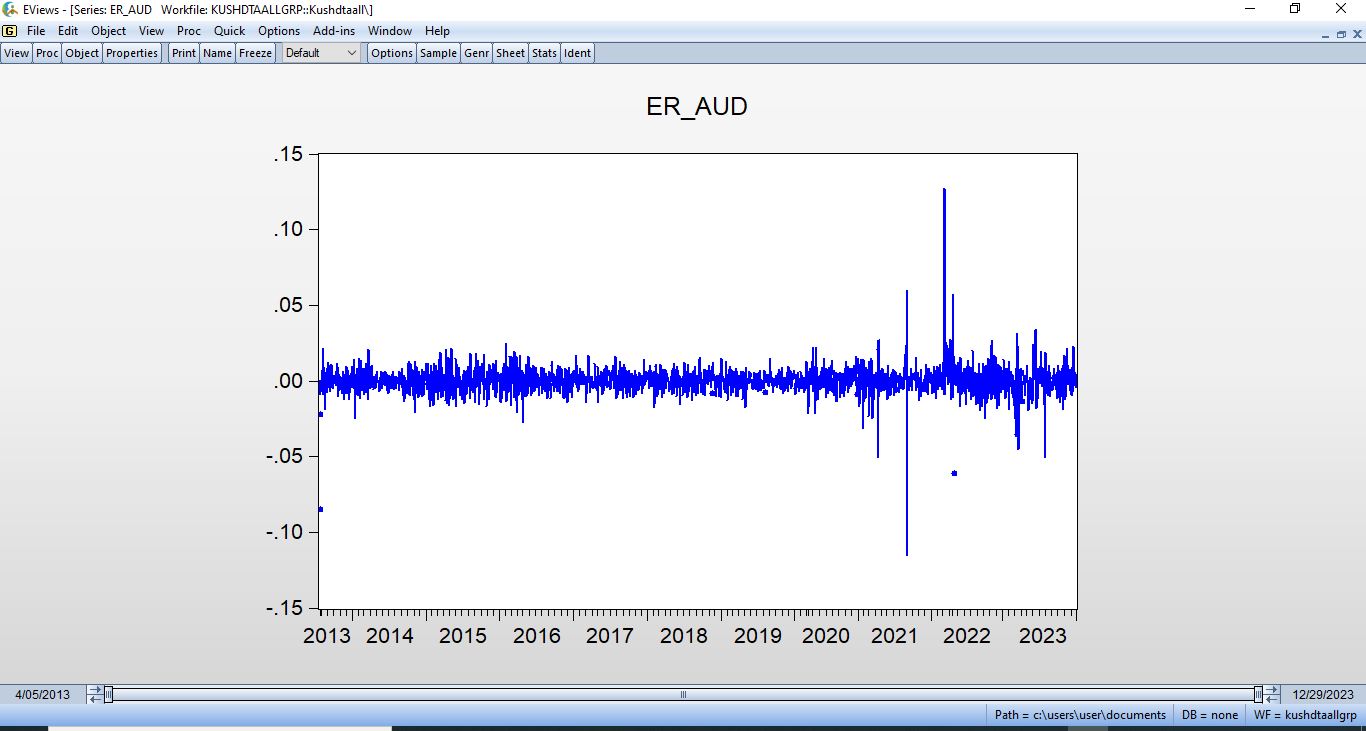 EViews - [Series: ER_AUD Workfile: KUSHDTAALLGRP::Kushdtaall\]
G File Edit Object View Proc Quick Options Add-ins Window Help
View Proc Object Properties Print Name Freeze Default Options Sample Genr Sheet Stats Ident
ER_AUD
.15
.10
.05
.00
-.05
-.10
-.15
2013 2014 2015 2016 2017 2018 2019 2020 2021 2022 2023
4/05/2013 12/29/2023
Path = c:\users\user\documents DB = none WF = kushdtaallgrp